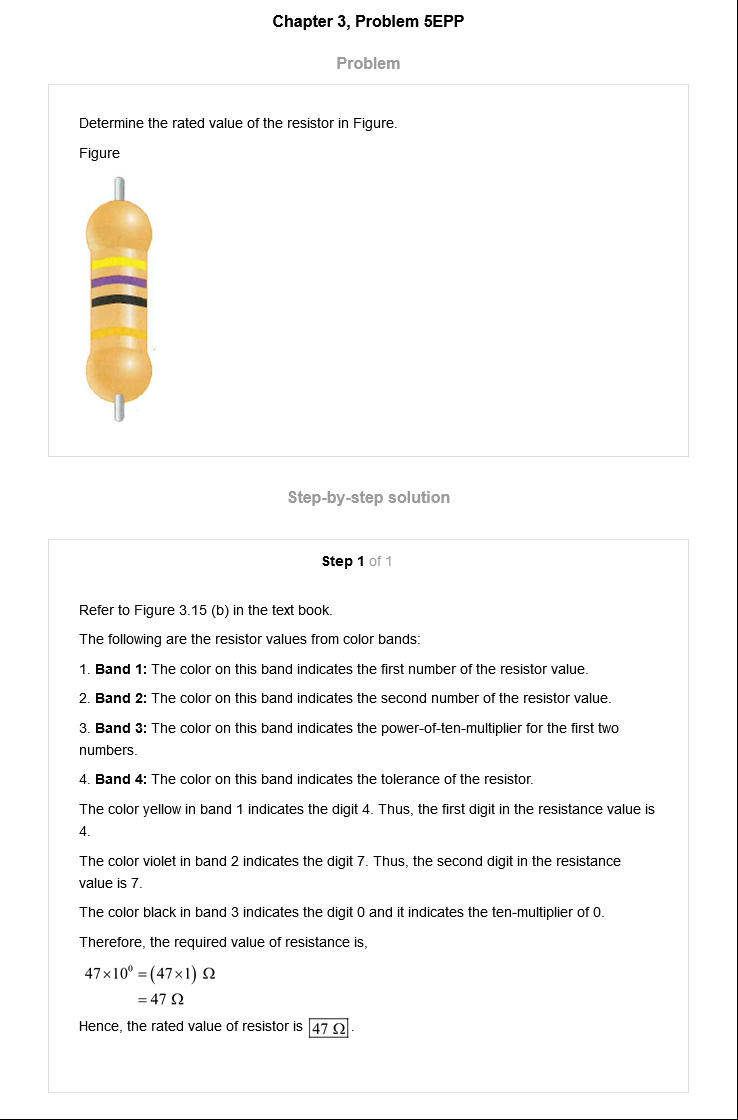 Chapter 3, Problem 5EPP
Problem
Determine the rated value of the resistor in Figure.
Figure
Step-by-step solution
Step 1 of 1
Refer to Figure 3.15 (b) in the text book.
The following are the resistor values from color bands:
1. Band 1: The color on this band indicates the first number of the resistor value.
2. Band 2: The color on this band indicates the second number of the resistor value.
3. Band 3: The color on this band indicates the power-of-ten-multiplier for the first two
numbers.
4. Band 4: The color on this band indicates the tolerance of the resistor.
The color yellow in band 1 indicates the digit 4. Thus, the first digit in the resistance value is
4.
The color violet in band 2 indicates the digit 7. Thus, the second digit in the resistance
value is 7.
The color black in band 3 indicates the digit 0 and it indicates the ten-multiplier of 0.
Therefore, the required value of resistance is,
47×10⁰ = (47×1) Ω
= 47 Ω
Hence, the rated value of resistor is 47 Ω.